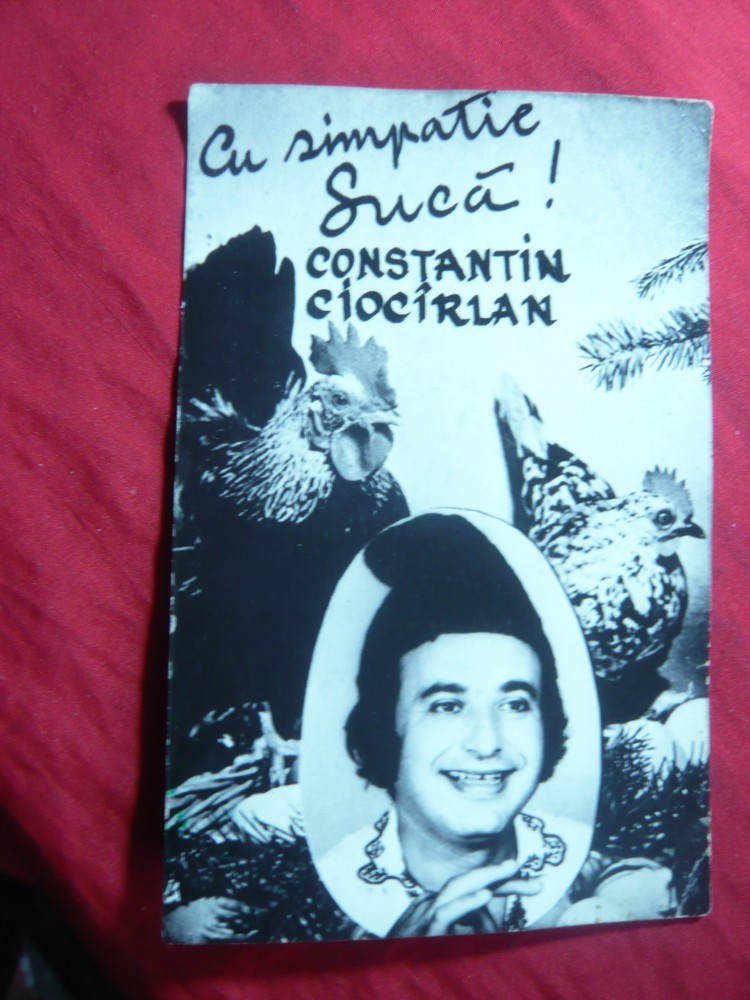 Cu simpatie
Sucă!
CONSTANTIN
CIOCÎRLAN